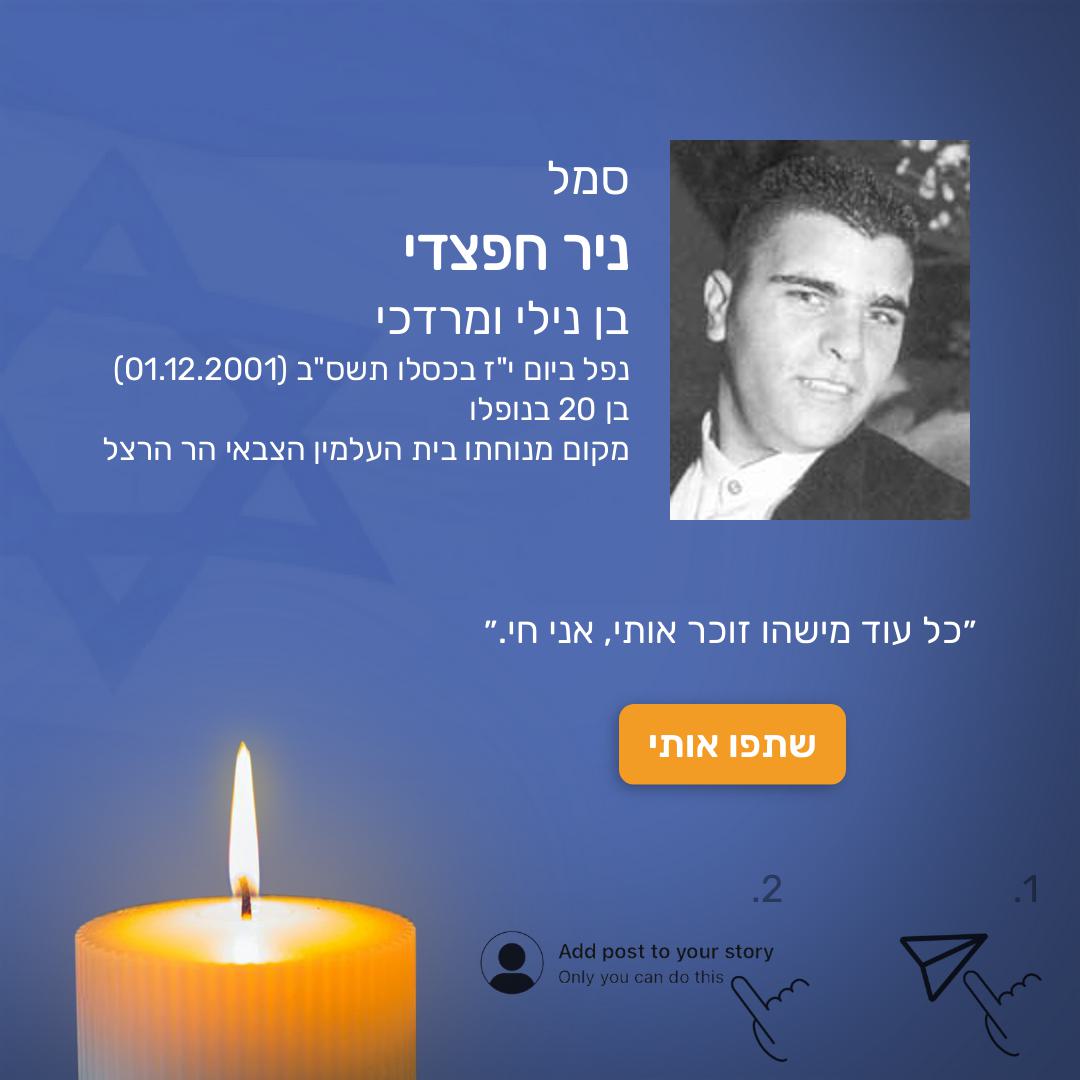 סמל
ניר חפצדי
בן נילי ומרדכי
נפל ביום י"ז בכסלו תשס"ב (01.12.2001)
בן 20 בנופלו
מקום מנוחתו בית העלמין הצבאי הר הרצל
״כל עוד מישהו זוכר אותי, אני חי.״
שתפו אותי
1.
2.
Add post to your story
Only you can do this